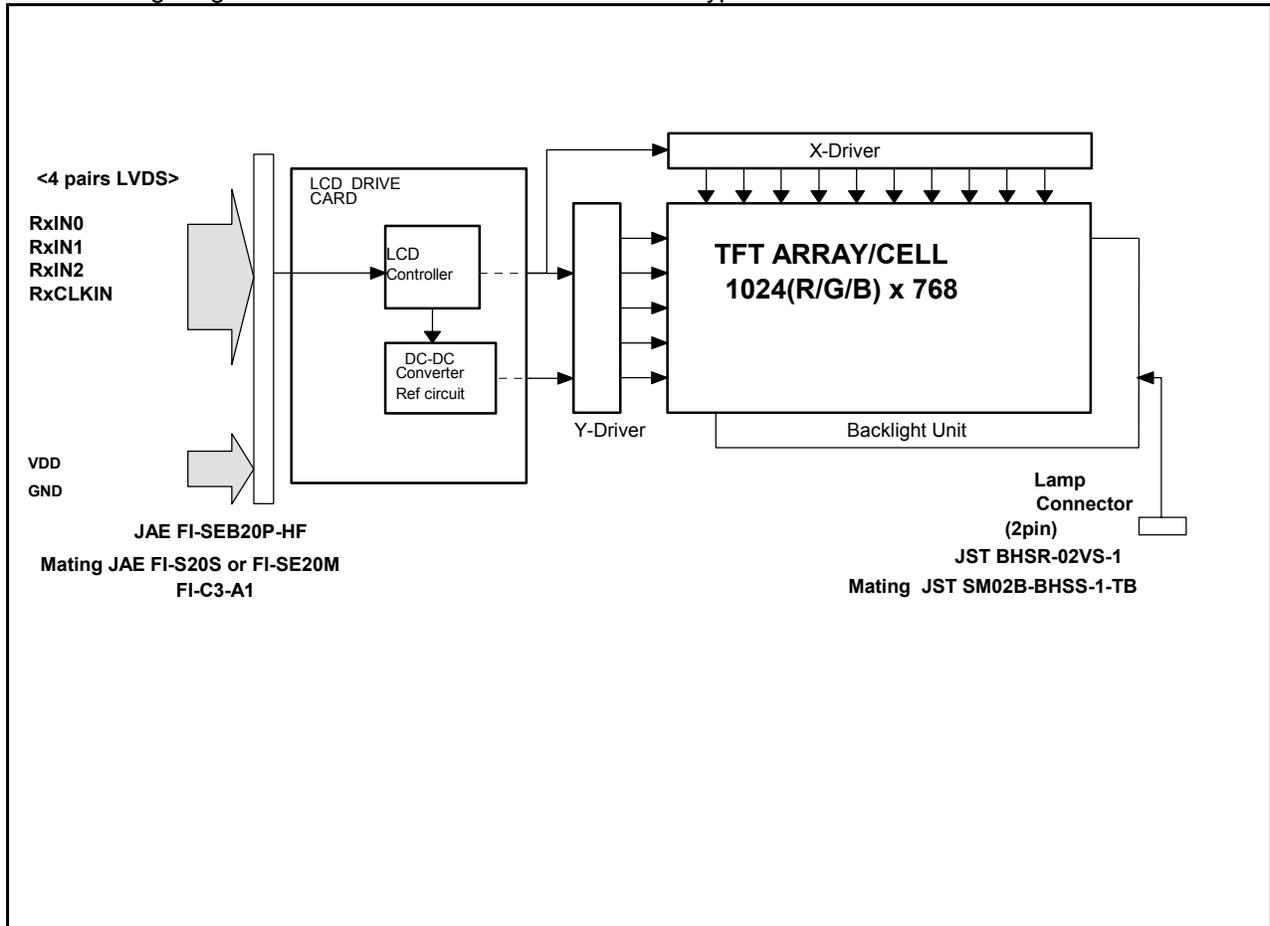 <4 pairs LVDS>
RxIN0
RxIN1
RxIN2
RxCLKIN
VDD
GND
JAE FI-SEB20P-HF
Mating JAE FI-S20S or FI-SE20M
FI-C3-A1
LCD DRIVE
CARD
LCD
Controller
DC-DC
Converter
Ref circuit
Y-Driver
X-Driver
TFT ARRAY/CELL
1024(R/G/B) x 768
Backlight Unit
Lamp
Connector
(2pin)
JST BHSR-02VS-1
Mating JST SM02B-BHSS-1-TB